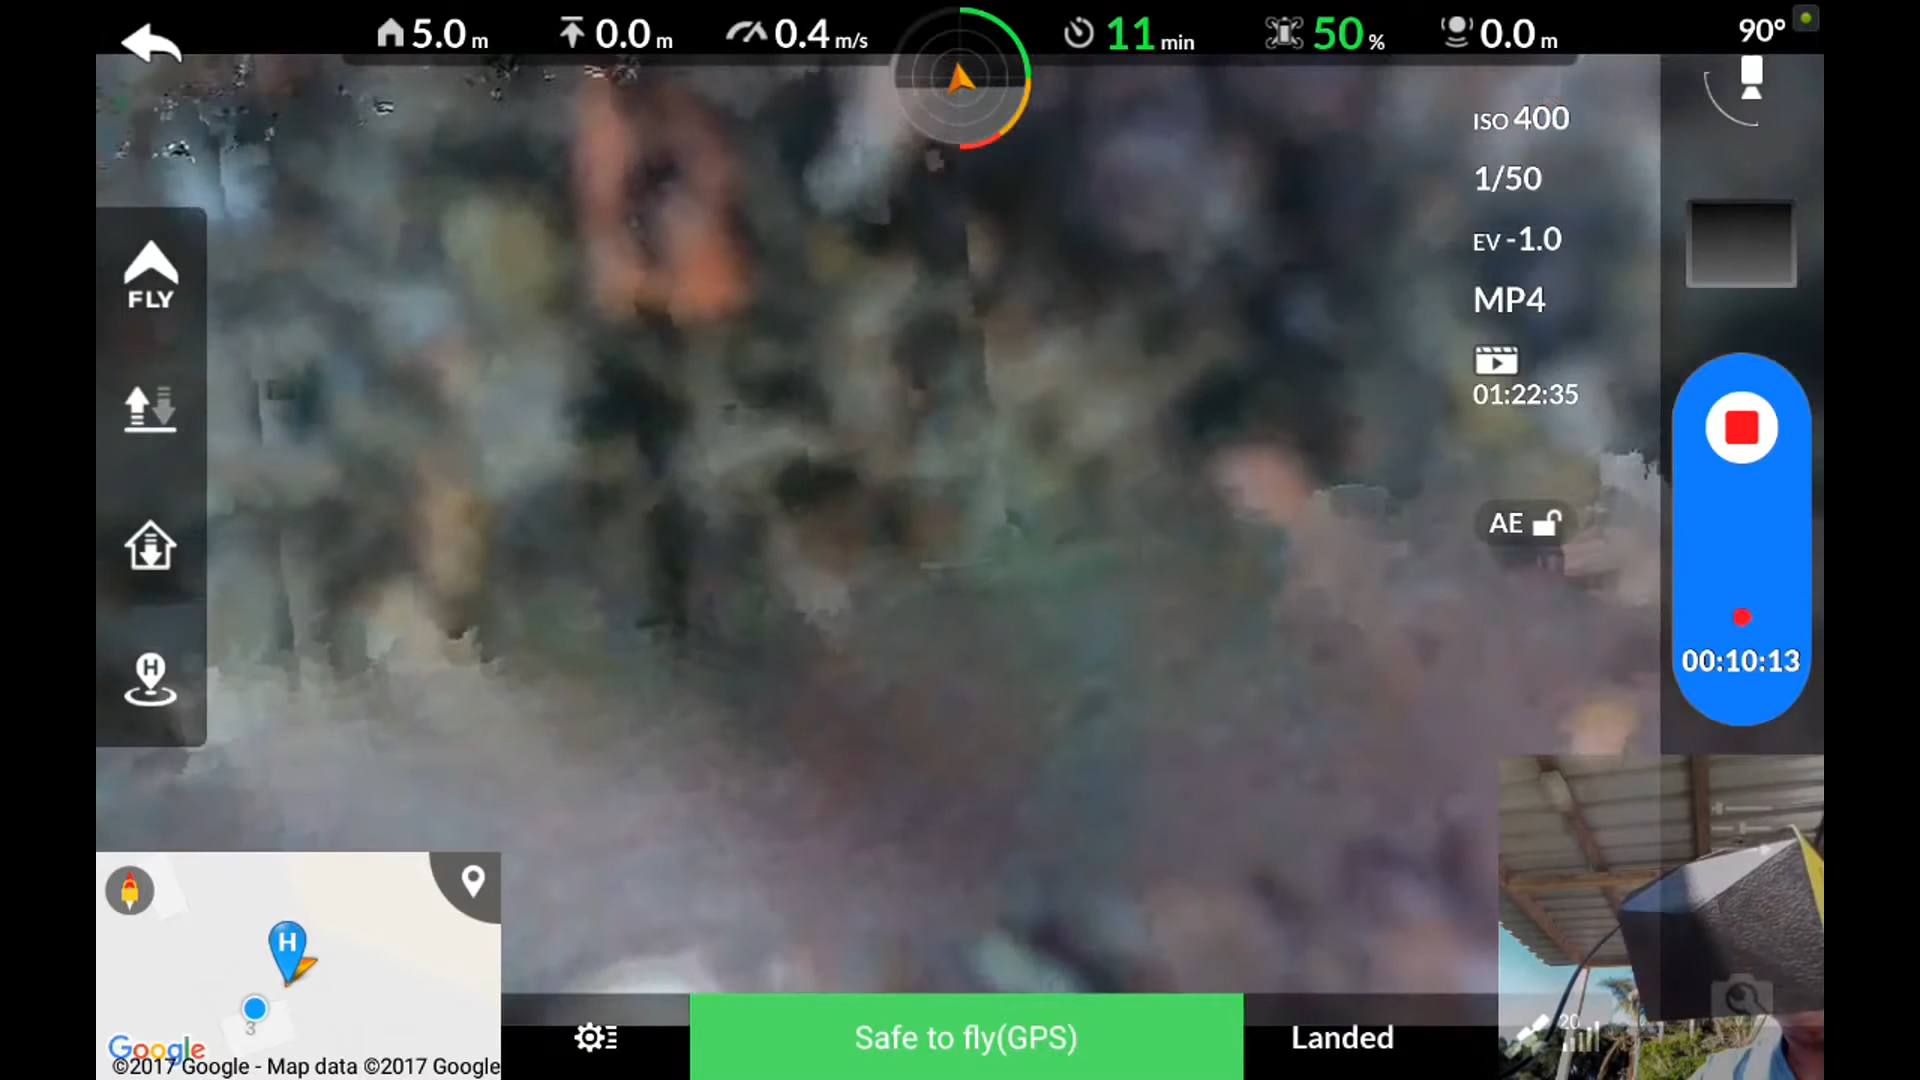 5.0 m
0.0 m
0.4 m/s
11 min
50 %
0.0 m
90°
ISO 400
1/50
EV -1.0
MP4
01:22:35
AE
00:10:13
FLY
H
H
3
Google
©2017 Google - Map data ©2017 Google
Safe to fly(GPS)
Landed
20